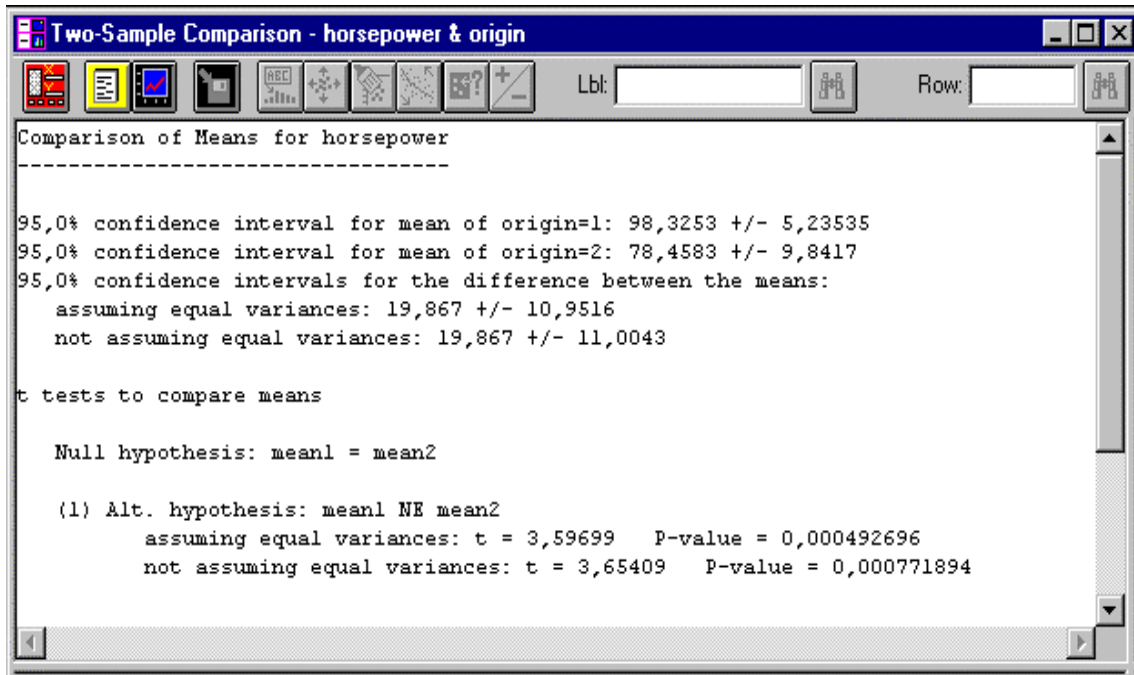 Two-Sample Comparison - horsepower & origin
ABC
Lbl:
Row:
Comparison of Means for horsepower
----------------------------------
95,0% confidence interval for mean of origin=1: 98,3253 +/- 5,23535
95,0% confidence interval for mean of origin=2: 78,4583 +/- 9,8417
95,0% confidence intervals for the difference between the means:
assuming equal variances: 19,867 +/- 10,9516
not assuming equal variances: 19,867 +/- 11,0043
t tests to compare means
Null hypothesis: mean1 = mean2
(1) Alt. hypothesis: mean1 NE mean2
assuming equal variances: t = 3,59699 P-value = 0,000492696
not assuming equal variances: t = 3,65409 P-value = 0,000771894